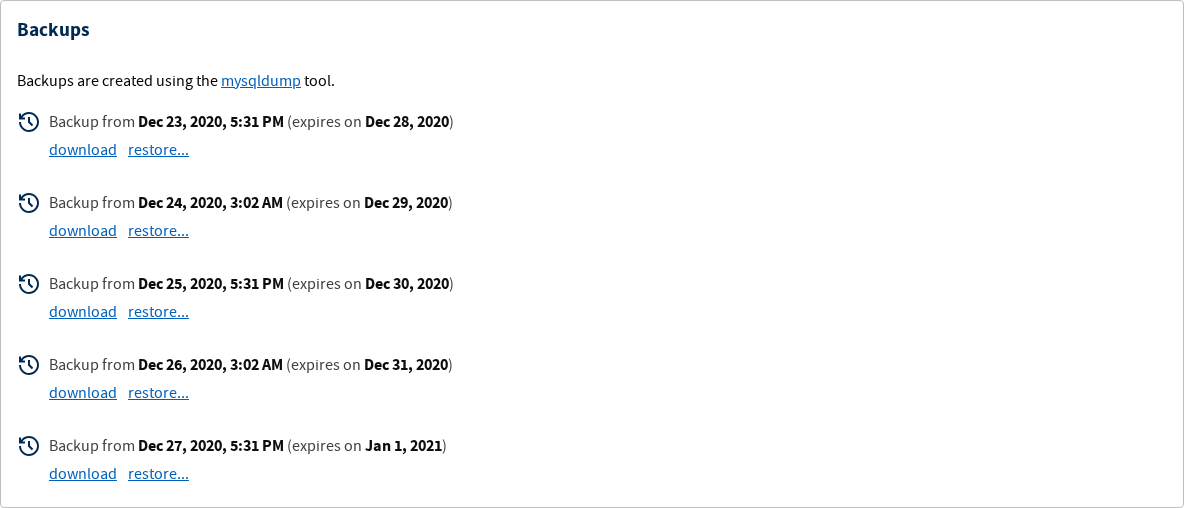 Backups
Backups are created using the mysqldump tool.
Backup from Dec 23, 2020, 5:31 PM (expires on Dec 28, 2020)
download restore...
Backup from Dec 24, 2020, 3:02 AM (expires on Dec 29, 2020)
download restore...
Backup from Dec 25, 2020, 5:31 PM (expires on Dec 30, 2020)
download restore...
Backup from Dec 26, 2020, 3:02 AM (expires on Dec 31, 2020)
download restore...
Backup from Dec 27, 2020, 5:31 PM (expires on Jan 1, 2021)
download restore...